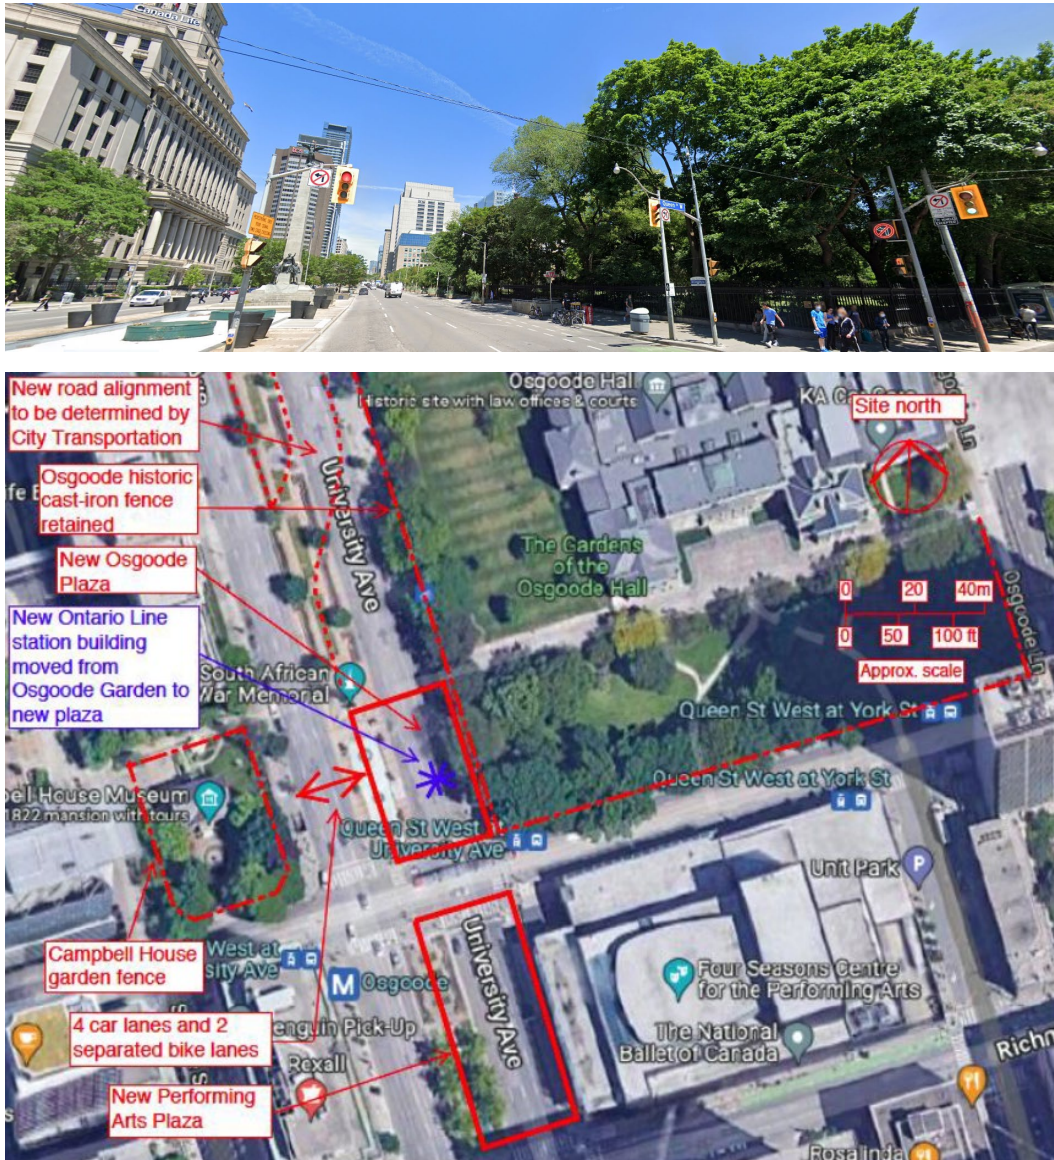 Canada Life
New road alignment
to be determined by
City Transportation
Osgoode historic
cast-iron fence
retained
New Osgoode
Plaza
New Ontario Line
station building
moved from
Osgoode Garden to
new plaza
Campbell House
garden fence
4 car lanes and 2
separated bike lanes
New Performing
Arts Plaza
Osgoode Hall
Historic site with law offices & courts
Site north
University Ave
The Gardens
of the
Osgoode Hall
0 20 40m
0 50 100 ft
Approx. scale
Osgoode Ln
South African
War Memorial
Queen St West at York St
Queen St West at York St
House Museum
1822 mansion with tours
Queen St West
University Ave
Unit Park
West at
Ave
M Osgoode
University Ave
Four Seasons Centre
for the Performing Arts
The National
Ballet of Canada
Pick-Up
Rexall
Rosalinda